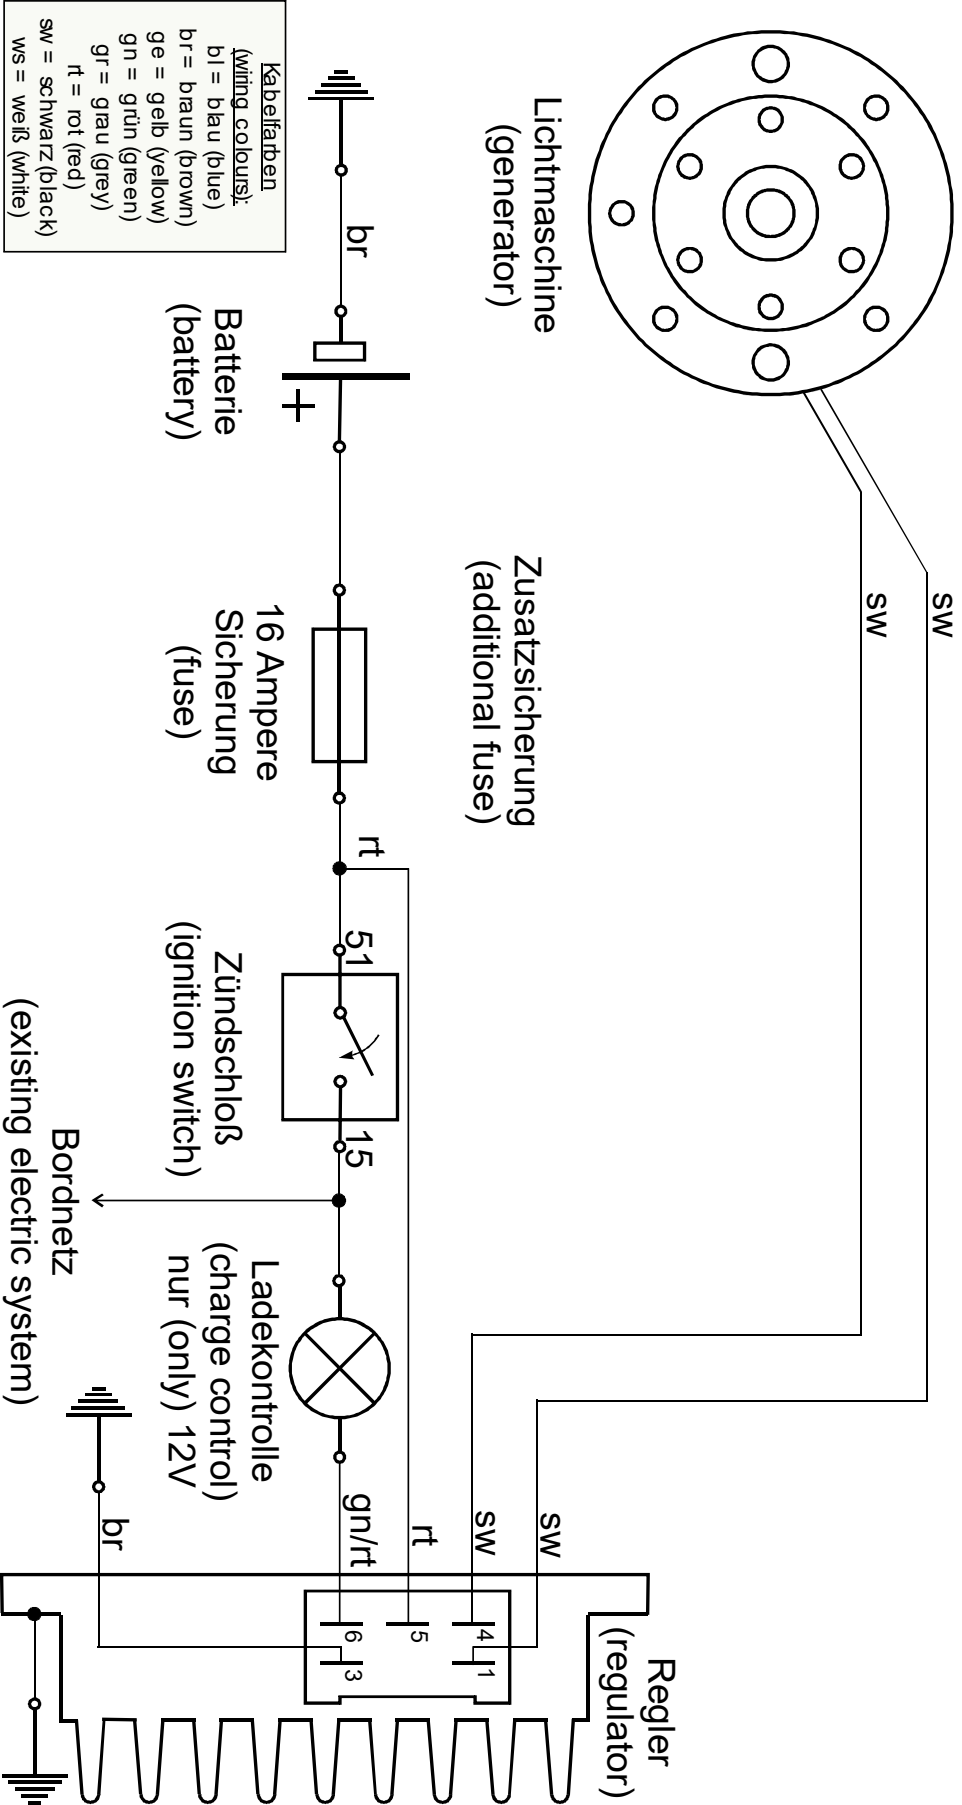 Lichtmaschine
(generator)
sw
sw
Zusatzsicherung
(additional fuse)
sw
sw
Regler
(regulator)
br
Batterie
(battery)
+
16 Ampere
Sicherung
(fuse)
rt
51
15
Zündschloß
(ignition switch)
Bordnetz
(existing electric system)
Ladekontrolle
(charge control)
nur (only) 12V
rt
gn/rt
br
4
1
5
6
3
Kabelfarben
(wiring colours):
bl = blau (blue)
br = braun (brown)
ge = gelb (yellow)
gn = grün (green)
gr = grau (grey)
rt = rot (red)
sw = schwarz (black)
ws = weiß (white)